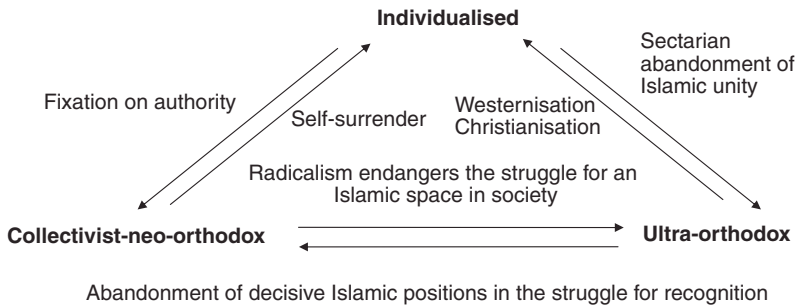 Individualised
Sectarian
abandonment of
Islamic unity
Fixation on authority
Westernisation
Christianisation
Self-surrender
Radicalism endangers the struggle for an
Islamic space in society
Collectivist-neo-orthodox
Ultra-orthodox
Abandonment of decisive Islamic positions in the struggle for recognition